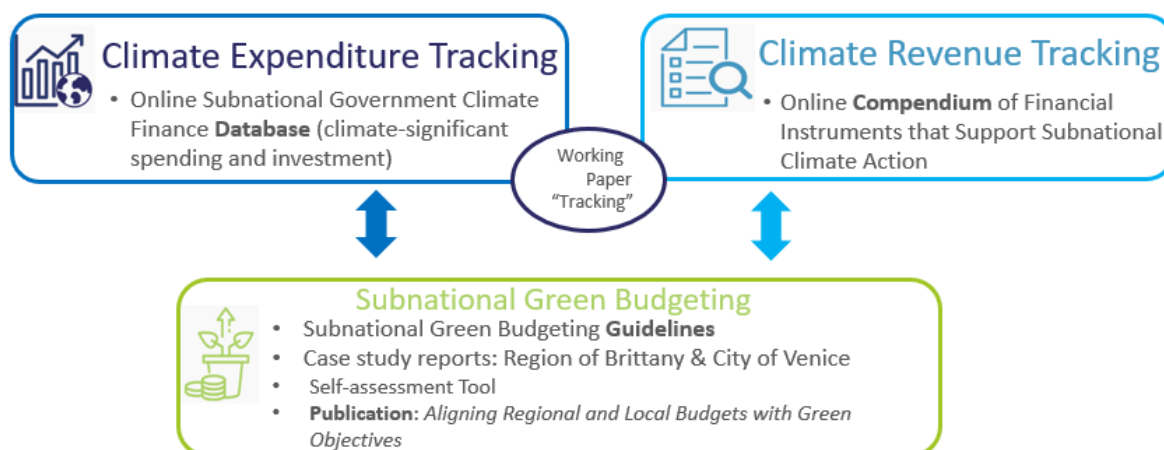 Climate Expenditure Tracking
• Online Subnational Government Climate
Finance Database (climate-significant
spending and investment)
Climate Revenue Tracking
• Online Compendium of Financial
Instruments that Support Subnational
Climate Action
Working
Paper
“Tracking”
Subnational Green Budgeting
• Subnational Green Budgeting Guidelines
• Case study reports: Region of Brittany & City of Venice
• Self-assessment Tool
• Publication: Aligning Regional and Local Budgets with Green
Objectives